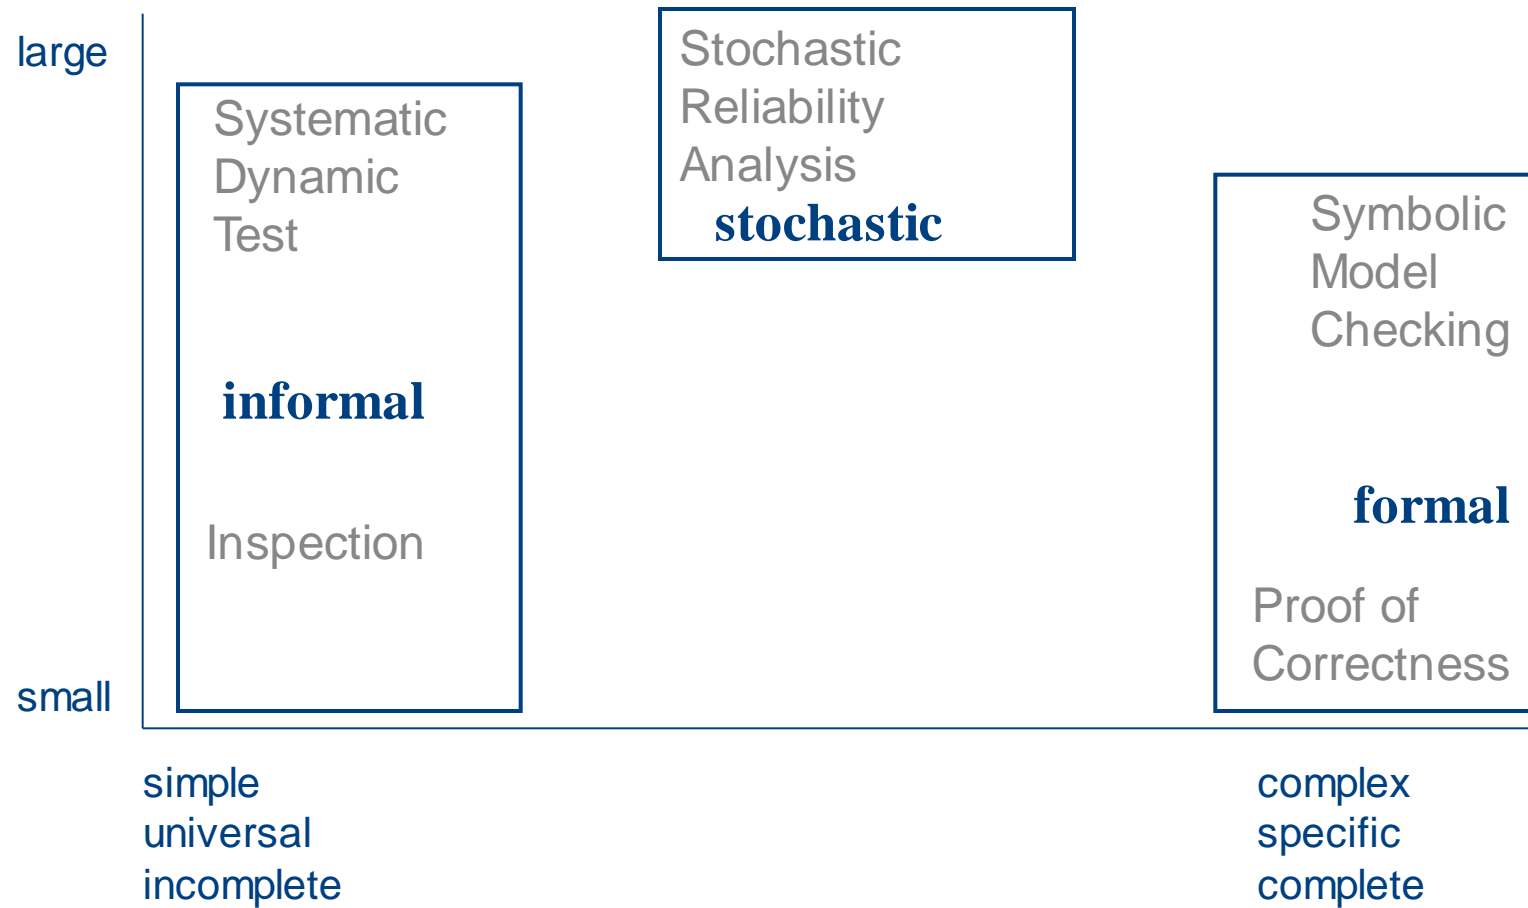 large
Systematic
Dynamic
Test
informal
Inspection
small
Stochastic
Reliability
Analysis
stochastic
Symbolic
Model
Checking
formal
Proof of
Correctness
simple
universal
incomplete
complex
specific
complete